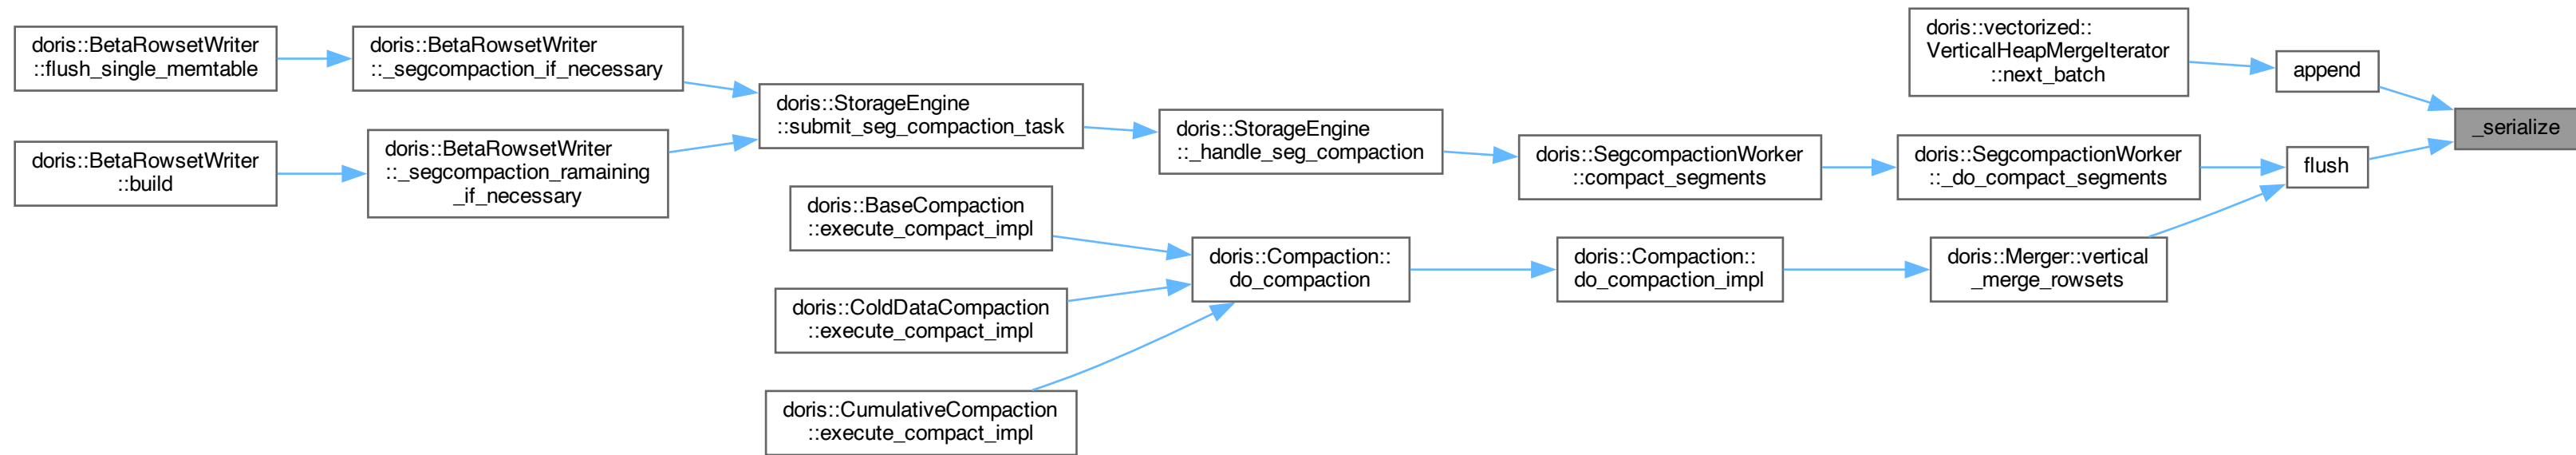 doris::BetaRowsetWriter
::flush_single_memtable
doris::BetaRowsetWriter
::_segcompaction_if_necessary
doris::BetaRowsetWriter
::build
doris::BetaRowsetWriter
::_segcompaction_ramaining
_if_necessary
doris::StorageEngine
::submit_seg_compaction_task
doris::StorageEngine
::_handle_seg_compaction
doris::SegcompactionWorker
::compact_segments
doris::SegcompactionWorker
::_do_compact_segments
doris::vectorized::
VerticalHeapMergeIterator
::next_batch
append
flush
_serialize
doris::BaseCompaction
::execute_compact_impl
doris::ColdDataCompaction
::execute_compact_impl
doris::CumulativeCompaction
::execute_compact_impl
doris::Compaction::
do_compaction
doris::Compaction::
do_compaction_impl
doris::Merger::vertical
_merge_rowsets